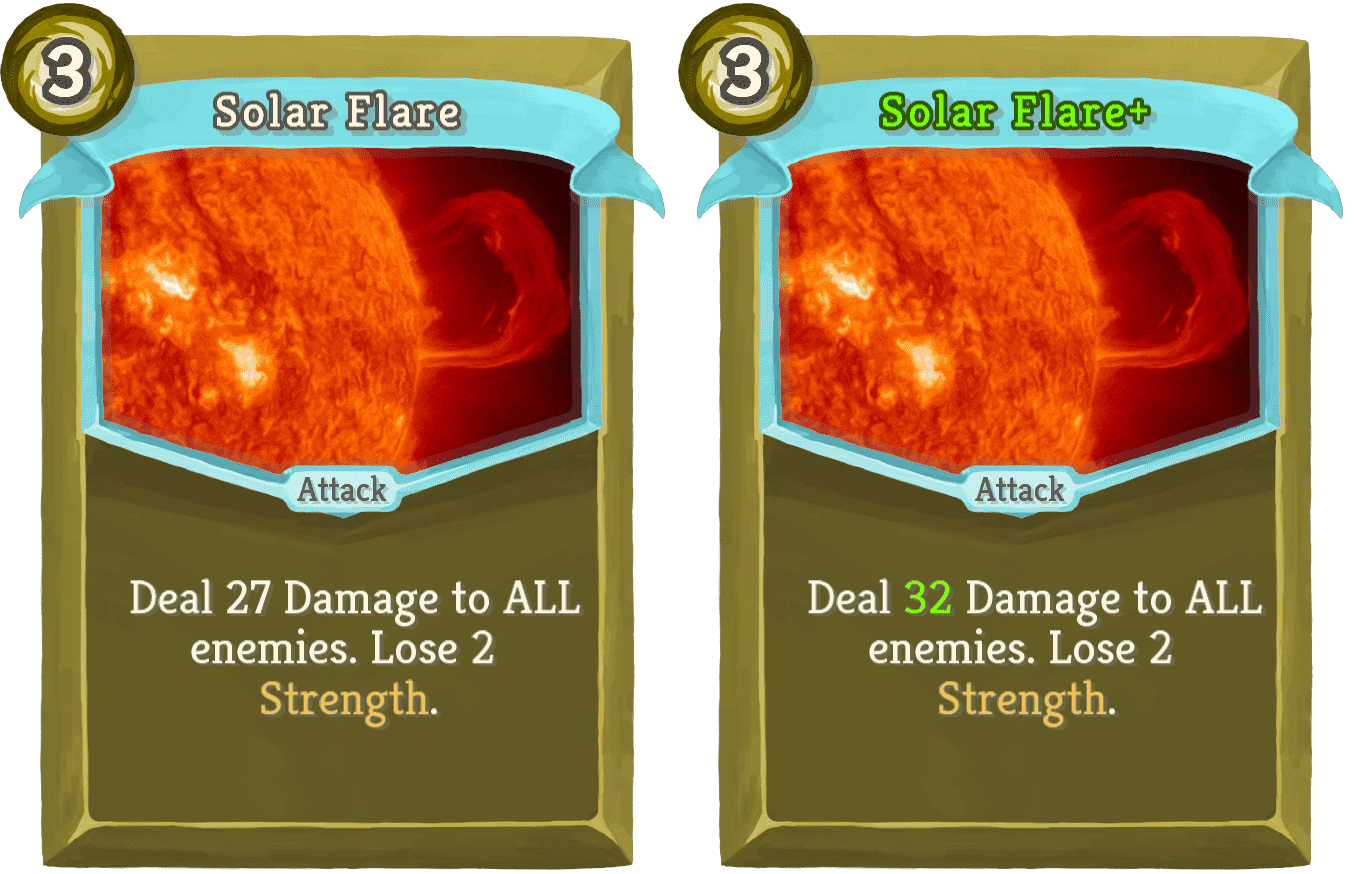 3
Solar Flare
Attack
Deal 27 Damage to ALL
enemies. Lose 2
Strength.
3
Solar Flare+
Attack
Deal 32 Damage to ALL
enemies. Lose 2
Strength.